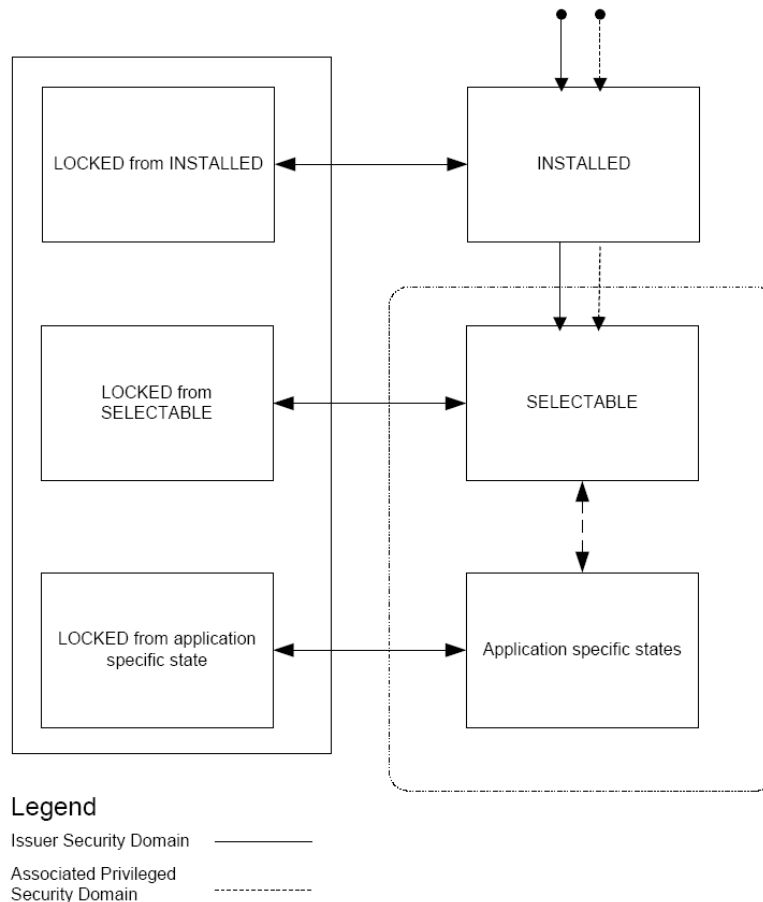 LOCKED from INSTALLED
INSTALLED
LOCKED from
SELECTABLE
SELECTABLE
LOCKED from application
specific state
Application specific states
Legend
Issuer Security Domain
Associated Privileged
Security Domain